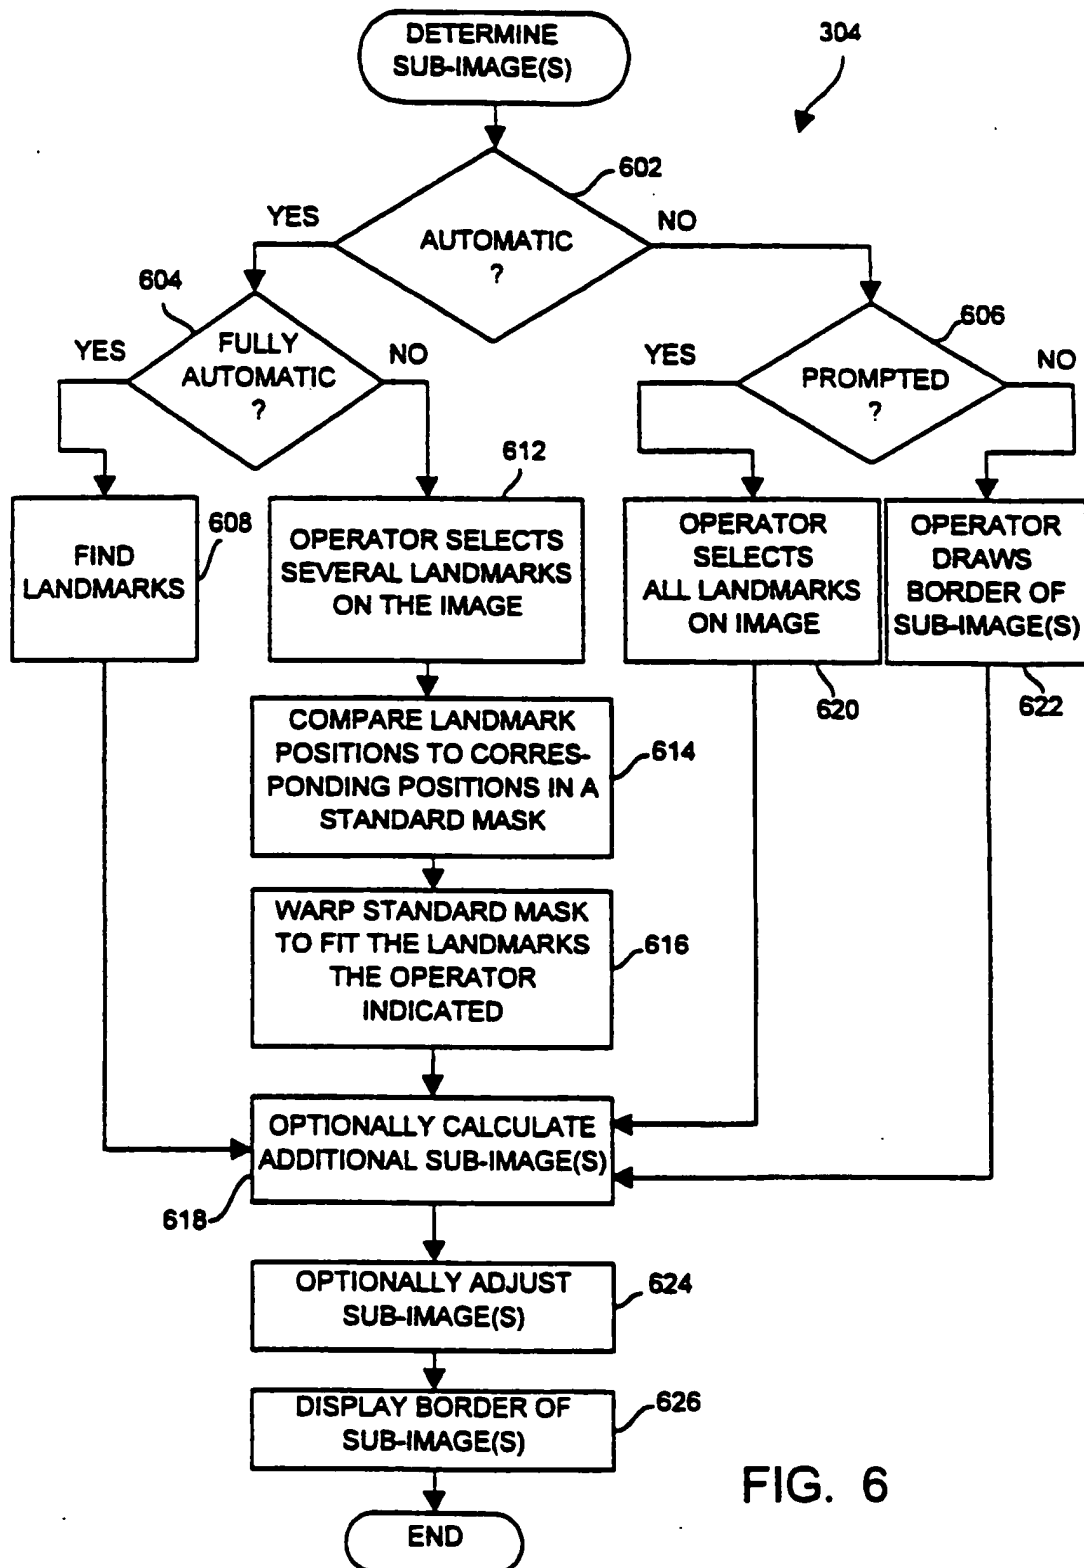 DETERMINE
SUB-IMAGE(S)
304
602
YES
NO
AUTOMATIC
?
604
606
YES
FULLY
AUTOMATIC
?
NO
YES
PROMPTED
?
NO
612
608
FIND
LANDMARKS
OPERATOR SELECTS
SEVERAL LANDMARKS
ON THE IMAGE
OPERATOR
SELECTS
ALL LANDMARKS
ON IMAGE
OPERATOR
DRAWS
BORDER OF
SUB-IMAGE(S)
620
622
COMPARE LANDMARK
POSITIONS TO CORRES-
PONDING POSITIONS IN A
STANDARD MASK
614
WARP STANDARD MASK
TO FIT THE LANDMARKS
THE OPERATOR
INDICATED
616
OPTIONALLY CALCULATE
ADDITIONAL SUB-IMAGE(S)
618
OPTIONALLY ADJUST
SUB-IMAGE(S)
624
DISPLAY BORDER OF
SUB-IMAGE(S)
626
END
FIG. 6